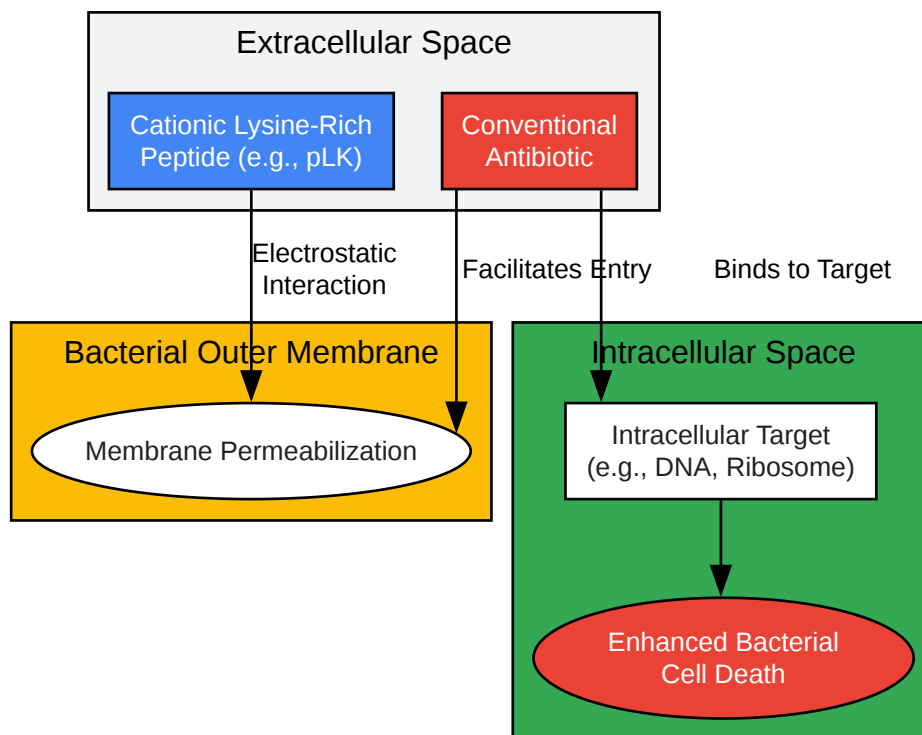 Extracellular Space
Cationic Lysine-Rich
Peptide (e.g., pLK)
Conventional
Antibiotic
Electrostatic
Interaction
Facilitates Entry
Binds to Target
Bacterial Outer Membrane
Membrane Permeabilization
Intracellular Space
Intracellular Target
(e.g., DNA, Ribosome)
Enhanced Bacterial
Cell Death